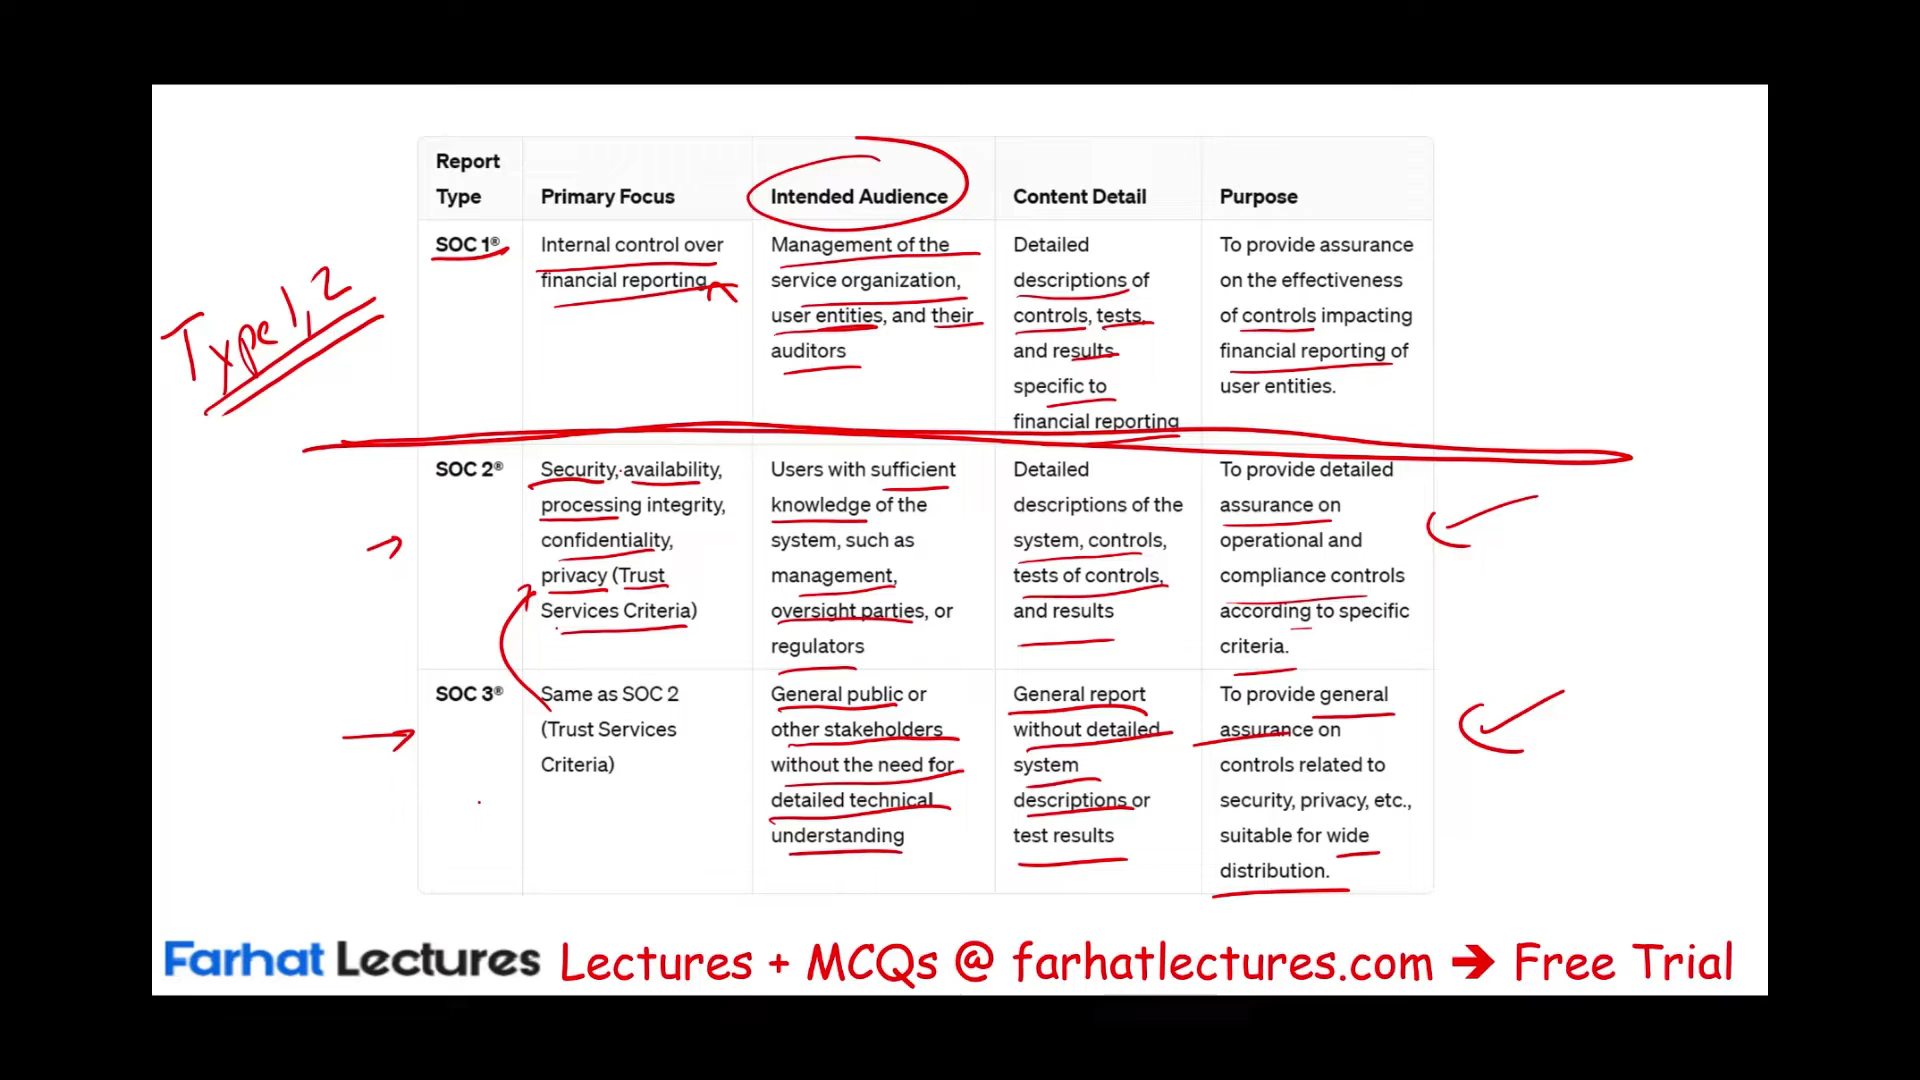 Report
Type
Primary Focus
Intended Audience
Content Detail
Purpose
SOC 1®
Internal control over
financial reporting
Management of the
service organization,
user entities, and their
auditors
Detailed
descriptions of
controls, tests,
and results
specific to
financial reporting
To provide assurance
on the effectiveness
of controls impacting
financial reporting of
user entities.
Type 1, 2
SOC 2®
Security, availability,
processing integrity,
confidentiality,
privacy (Trust
Services Criteria)
Users with sufficient
knowledge of the
system, such as
management,
oversight parties, or
regulators
Detailed
descriptions of the
system, controls,
tests of controls,
and results
To provide detailed
assurance on
operational and
compliance controls
according to specific
criteria.
SOC 3®
Same as SOC 2
(Trust Services
Criteria)
General public or
other stakeholders
without the need for
detailed technical
understanding
General report
without detailed
system
descriptions or
test results
To provide general
assurance on
controls related to
security, privacy, etc.,
suitable for wide
distribution.
Farhat Lectures Lectures + MCQs @ farhatlectures.com → Free Trial